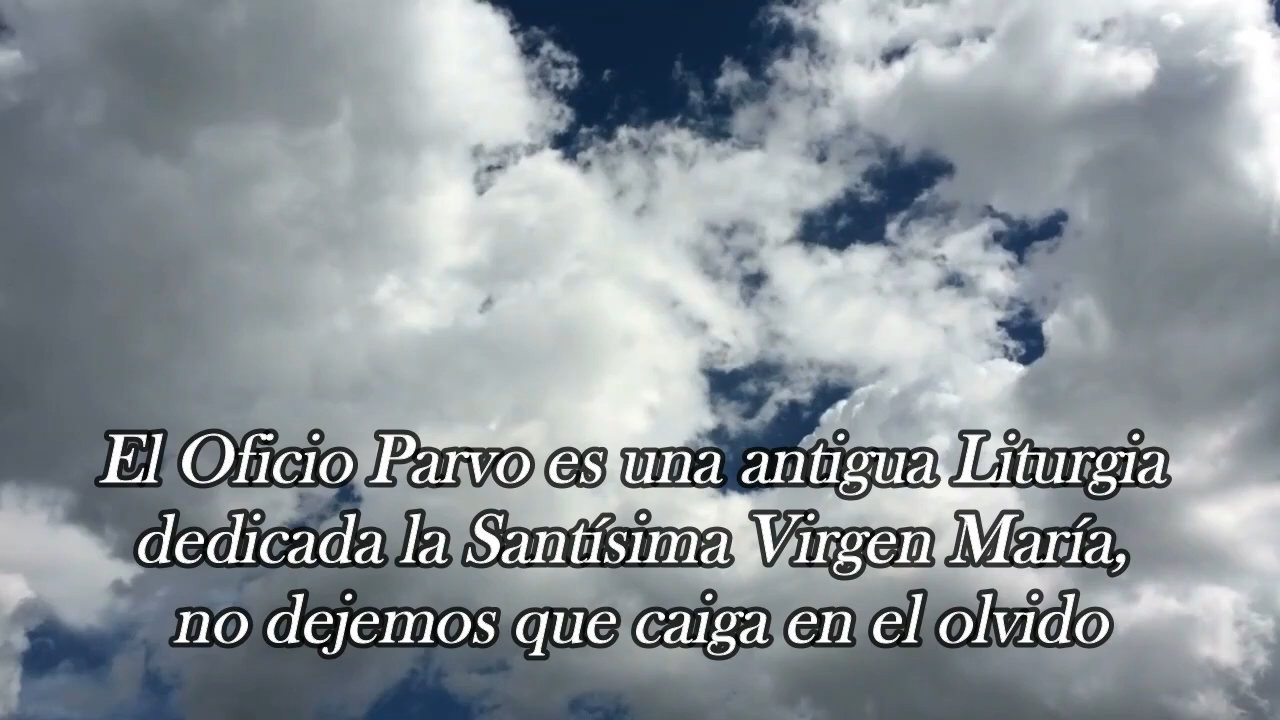 El Oficio Parvo es una antigua Liturgia
dedicada la Santísima Virgen María,
no dejemos que caiga en el olvido